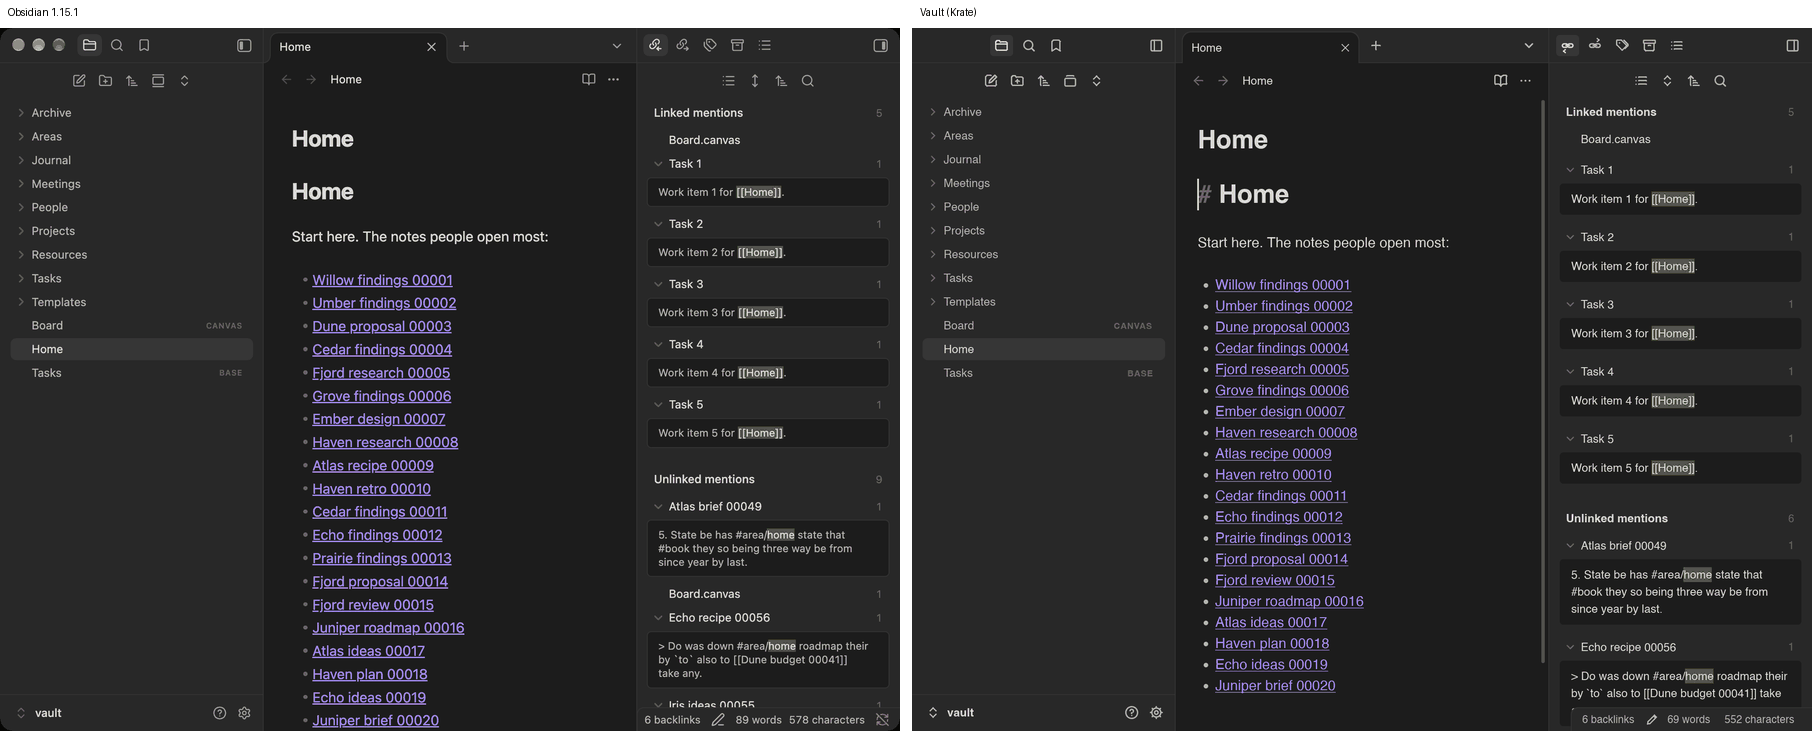 Obsidian 1.15.1
Home
Home
Archive
Areas
Journal
Meetings
People
Projects
Resources
Tasks
Templates
Board CANVAS
Home
Tasks BASE
vault
Home
Home
Start here. The notes people open most:
Willow findings 00001
Umber findings 00002
Dune proposal 00003
Cedar findings 00004
Fjord research 00005
Grove findings 00006
Ember design 00007
Haven research 00008
Atlas recipe 00009
Haven retro 00010
Cedar findings 00011
Echo findings 00012
Prairie findings 00013
Fjord proposal 00014
Fjord review 00015
Juniper roadmap 00016
Atlas ideas 00017
Haven plan 00018
Echo ideas 00019
Juniper brief 00020
Linked mentions 5
Board.canvas
Task 1 1
Work item 1 for [[Home]].
Task 2 1
Work item 2 for [[Home]].
Task 3 1
Work item 3 for [[Home]].
Task 4 1
Work item 4 for [[Home]].
Task 5 1
Work item 5 for [[Home]].
Unlinked mentions 9
Atlas brief 00049 1
5. State be has #area/home state that
#book they so being three way be from
since year by last.
Board.canvas 1
Echo recipe 00056 1
> Do was down #area/home roadmap their
by `to` also to [[Dune budget 00041]]
take any.
Iris ideas 00055 1
6 backlinks 89 words 578 characters
Vault (Krate)
Home
Home
Archive
Areas
Journal
Meetings
People
Projects
Resources
Tasks
Templates
Board CANVAS
Home
Tasks BASE
vault
Home
# Home
Start here. The notes people open most:
Willow findings 00001
Umber findings 00002
Dune proposal 00003
Cedar findings 00004
Fjord research 00005
Grove findings 00006
Ember design 00007
Haven research 00008
Atlas recipe 00009
Haven retro 00010
Cedar findings 00011
Echo findings 00012
Prairie findings 00013
Fjord proposal 00014
Fjord review 00015
Juniper roadmap 00016
Atlas ideas 00017
Haven plan 00018
Echo ideas 00019
Juniper brief 00020
Linked mentions 5
Board.canvas
Task 1 1
Work item 1 for [[Home]].
Task 2 1
Work item 2 for [[Home]].
Task 3 1
Work item 3 for [[Home]].
Task 4 1
Work item 4 for [[Home]].
Task 5 1
Work item 5 for [[Home]].
Unlinked mentions 6
Atlas brief 00049 1
5. State be has #area/home state that
#book they so being three way be from
since year by last.
Echo recipe 00056 1
> Do was down #area/home roadmap their
by `to` also to [[Dune budget 00041]] take
6 backlinks 69 words 552 characters